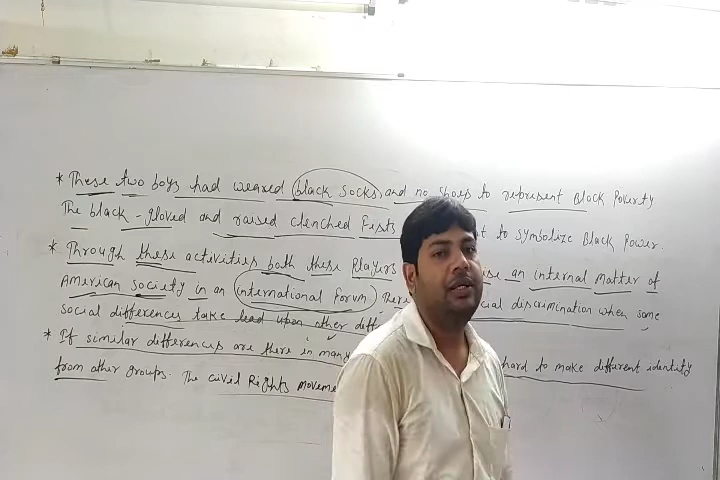 * These two boys had weared black socks and no shoes to represent Black Poverty
The black-gloved and raised clenched fists to symbolize Black Power.
* Through these activities both these players an internal matter of
American society in an international forum discrimination when some
social differences take lead upon other
* If similar differences are there in many hard to make different identity
from other groups. The civil Rights movement